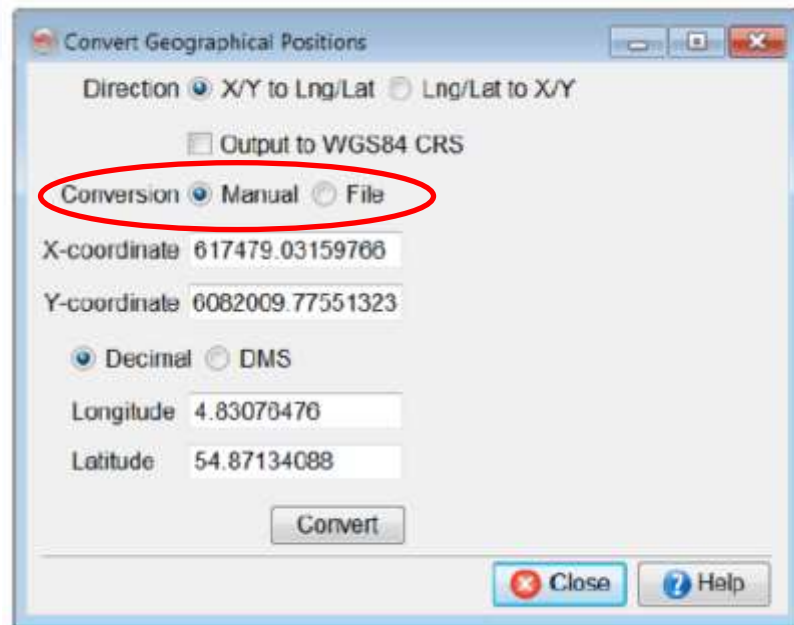 Convert Geographical Positions
Direction X/Y to Lng/Lat Lng/Lat to X/Y
Output to WGS84 CRS
Conversion Manual File
X-coordinate 617479.03159766
Y-coordinate 6082009.77551323
Decimal DMS
Longitude 4.83076476
Latitude 54.87134088
Convert
Close Help